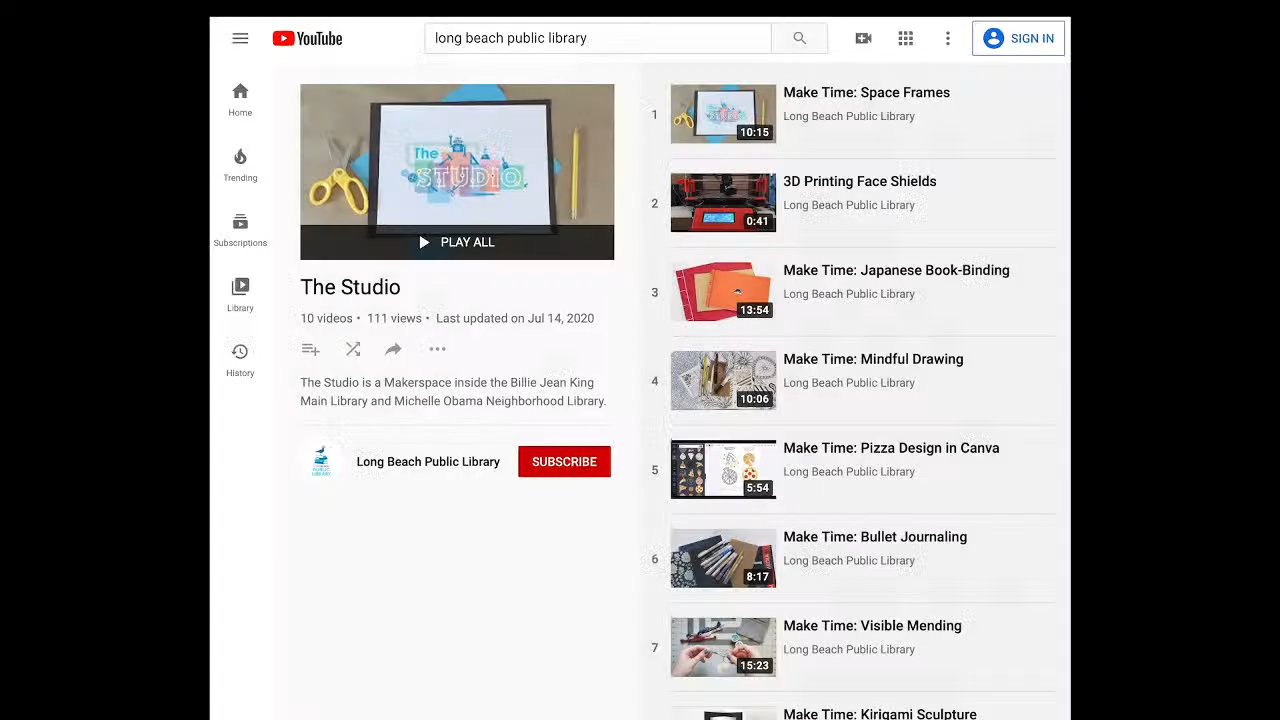 YouTube
long beach public library
SIGN IN
Home
Trending
Subscriptions
Library
History
The
STUDIO
PLAY ALL
The Studio
10 videos • 111 views • Last updated on Jul 14, 2020
The Studio is a Makerspace inside the Billie Jean King
Main Library and Michelle Obama Neighborhood Library.
PUBLIC
LIBRARY
Long Beach Public Library
SUBSCRIBE
1
10:15
Make Time: Space Frames
Long Beach Public Library
2
0:41
3D Printing Face Shields
Long Beach Public Library
3
13:54
Make Time: Japanese Book-Binding
Long Beach Public Library
4
10:06
Make Time: Mindful Drawing
Long Beach Public Library
5
5:54
Make Time: Pizza Design in Canva
Long Beach Public Library
6
8:17
Make Time: Bullet Journaling
Long Beach Public Library
7
15:23
Make Time: Visible Mending
Long Beach Public Library
Make Time: Kirigami Sculpture